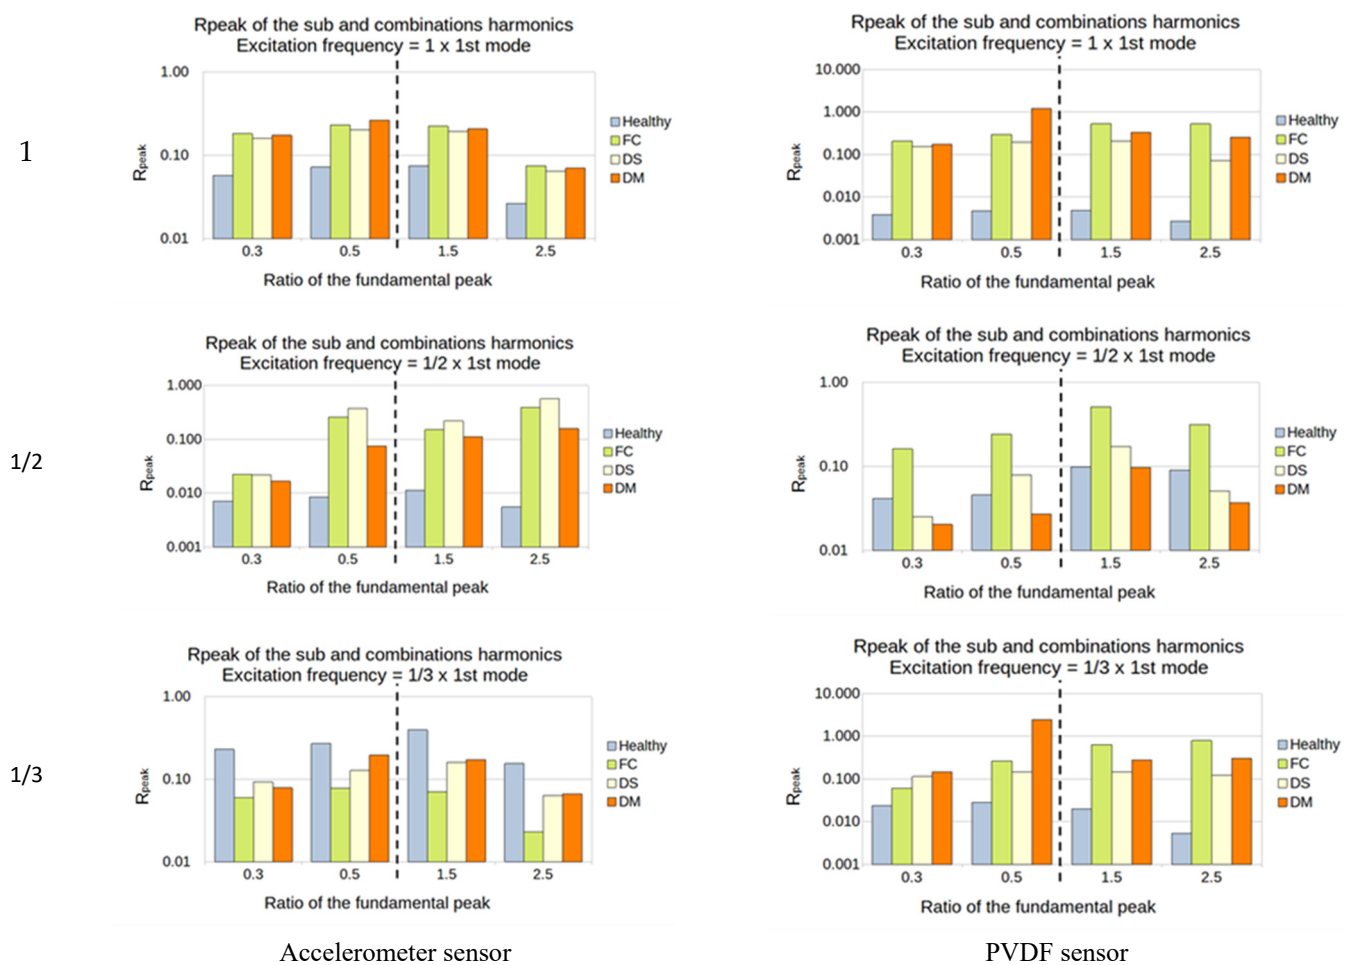 1
Rpeak of the sub and combinations harmonics
Excitation frequency = 1 x 1st mode
1.00
0.10
0.01
Rpeak
0.3 0.5 1.5 2.5
Ratio of the fundamental peak
Healthy
FC
DS
DM
Rpeak of the sub and combinations harmonics
Excitation frequency = 1 x 1st mode
10.000
1.000
0.100
0.010
0.001
Rpeak
0.3 0.5 1.5 2.5
Ratio of the fundamental peak
Healthy
FC
DS
DM
1/2
Rpeak of the sub and combinations harmonics
Excitation frequency = 1/2 x 1st mode
1.000
0.100
0.010
0.001
Rpeak
0.3 0.5 1.5 2.5
Ratio of the fundamental peak
Healthy
FC
DS
DM
Rpeak of the sub and combinations harmonics
Excitation frequency = 1/2 x 1st mode
1.00
0.10
0.01
Rpeak
0.3 0.5 1.5 2.5
Ratio of the fundamental peak
Healthy
FC
DS
DM
1/3
Rpeak of the sub and combinations harmonics
Excitation frequency = 1/3 x 1st mode
1.00
0.10
0.01
Rpeak
0.3 0.5 1.5 2.5
Ratio of the fundamental peak
Healthy
FC
DS
DM
Rpeak of the sub and combinations harmonics
Excitation frequency = 1/3 x 1st mode
10.000
1.000
0.100
0.010
0.001
Rpeak
0.3 0.5 1.5 2.5
Ratio of the fundamental peak
Healthy
FC
DS
DM
Accelerometer sensor
PVDF sensor